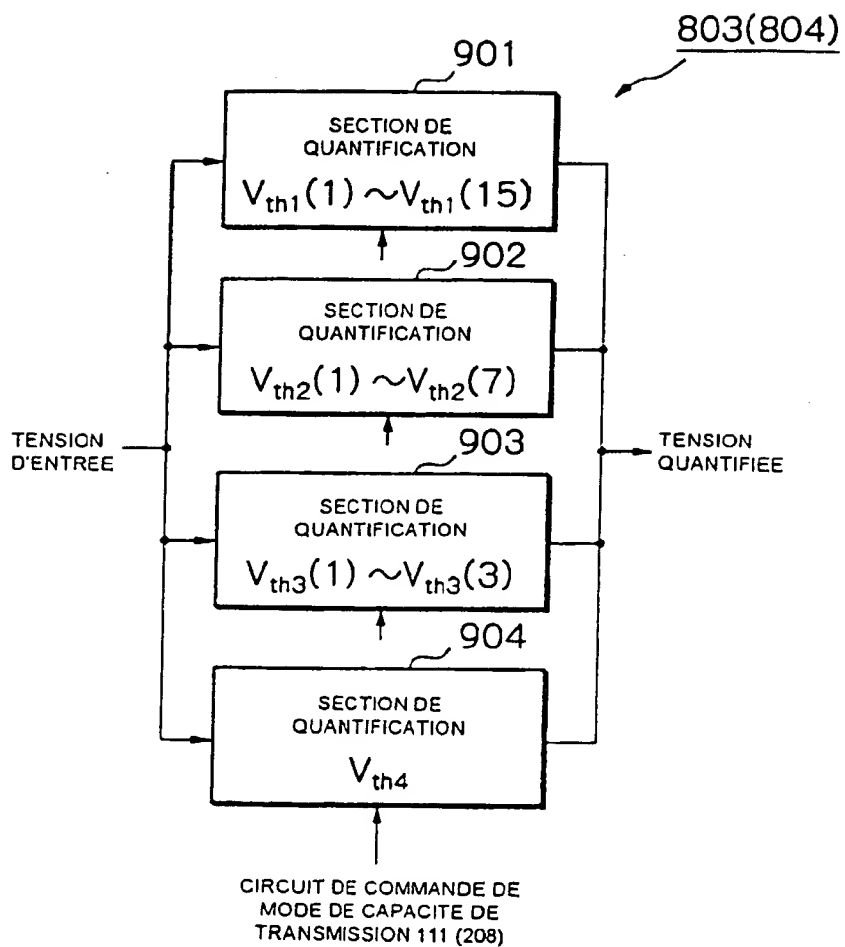 803(804)
901
SECTION DE
QUANTIFICATION
Vth1(1) ~Vth1(15)
902
SECTION DE
QUANTIFICATION
Vth2(1) ~Vth2(7)
TENSION
D'ENTREE
903
TENSION
QUANTIFIEE
SECTION DE
QUANTIFICATION
Vth3(1) ~Vth3(3)
904
SECTION DE
QUANTIFICATION
Vth4
CIRCUIT DE COMMANDE DE
MODE DE CAPACITE DE
TRANSMISSION 111 (208)